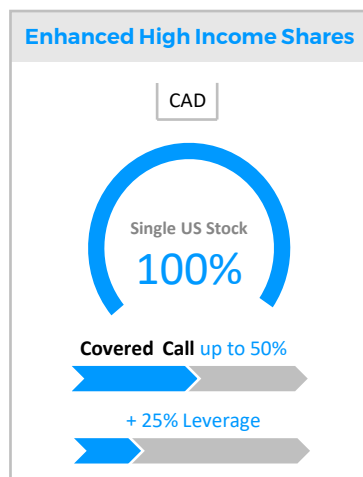 Enhanced High Income Shares
CAD
Single US Stock
100%
Covered Call up to 50%
+ 25% Leverage